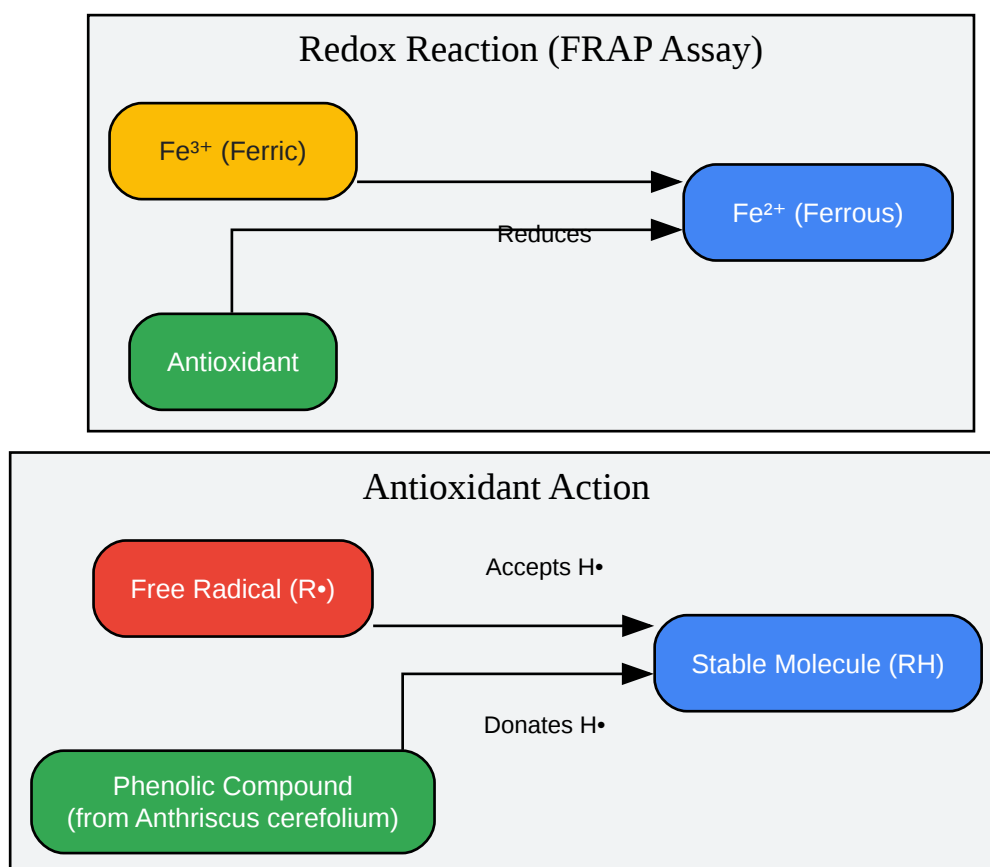 Redox Reaction (FRAP Assay)
Fe³⁺ (Ferric)
Fe²⁺ (Ferrous)
Reduces
Antioxidant
Antioxidant Action
Accepts H•
Free Radical (R•)
Stable Molecule (RH)
Donates H•
Phenolic Compound
(from Anthriscus cerefolium)